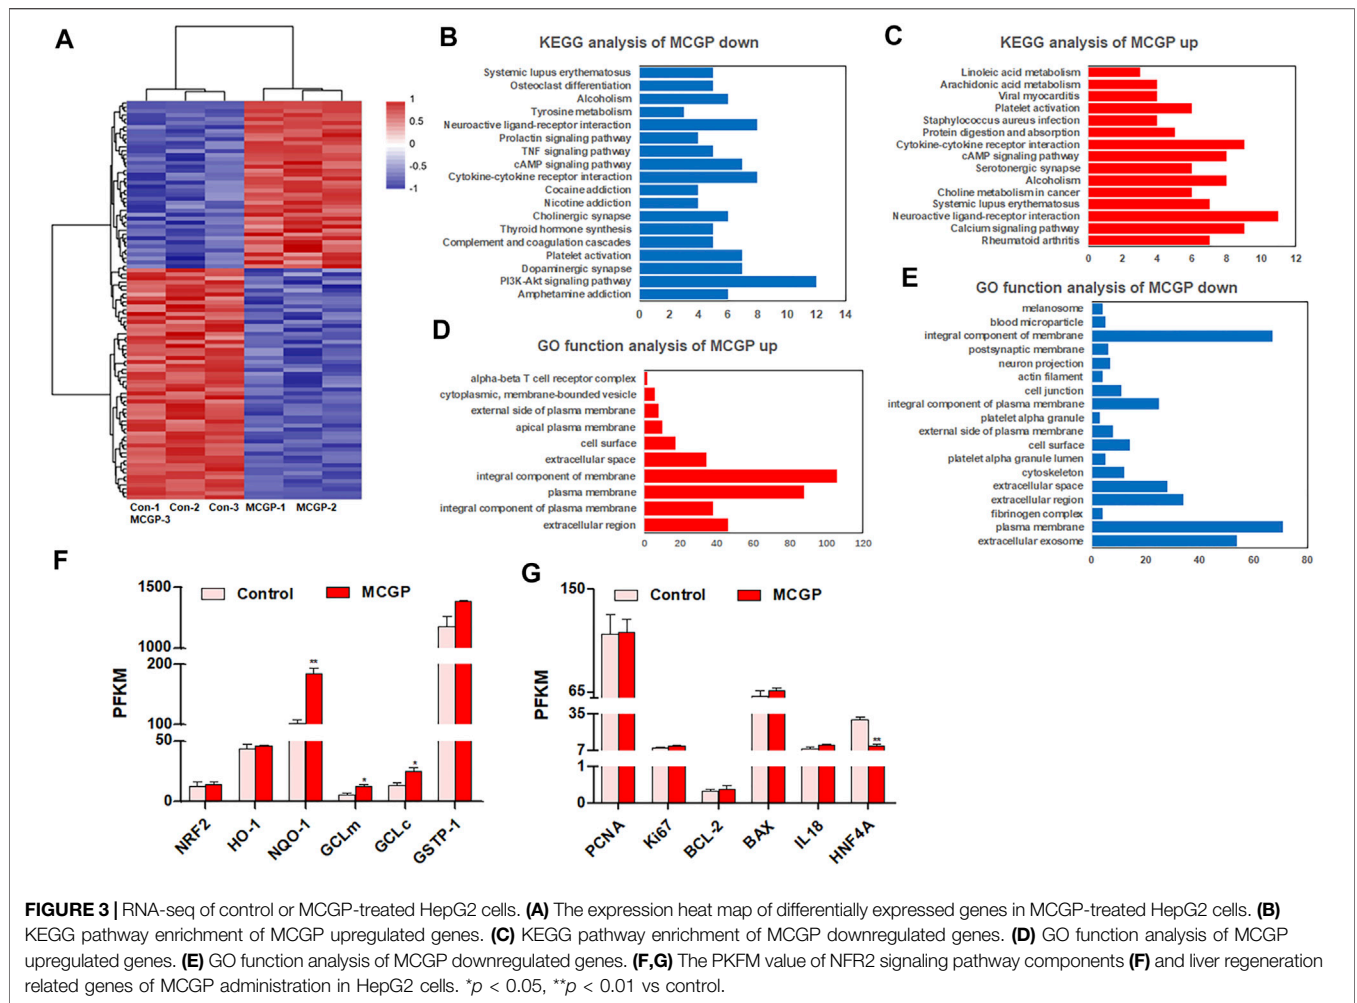 A
1
0.5
0
-0.5
-1
Con-1 Con-2 Con-3 MCGP-1 MCGP-2
MCGP-3
B
KEGG analysis of MCGP down
Systemic lupus erythematosus
Osteoclast differentiation
Alcoholism
Tyrosine metabolism
Neuroactive ligand-receptor interaction
Prolactin signaling pathway
TNF signaling pathway
cAMP signaling pathway
Cytokine-cytokine receptor interaction
Cocaine addiction
Nicotine addiction
Cholinergic synapse
Thyroid hormone synthesis
Complement and coagulation cascades
Platelet activation
Dopaminergic synapse
PI3K-Akt signaling pathway
Amphetamine addiction
0 2 4 6 8 10 12 14
C
KEGG analysis of MCGP up
Linoleic acid metabolism
Arachidonic acid metabolism
Viral myocarditis
Platelet activation
Staphylococcus aureus infection
Protein digestion and absorption
Cytokine-cytokine receptor interaction
cAMP signaling pathway
Serotonergic synapse
Alcoholism
Choline metabolism in cancer
Systemic lupus erythematosus
Neuroactive ligand-receptor interaction
Calcium signaling pathway
Rheumatoid arthritis
0 2 4 6 8 10 12
D
GO function analysis of MCGP up
alpha-beta T cell receptor complex
cytoplasmic, membrane-bounded vesicle
external side of plasma membrane
apical plasma membrane
cell surface
extracellular space
integral component of membrane
plasma membrane
integral component of plasma membrane
extracellular region
0 20 40 60 80 100 120
E
GO function analysis of MCGP down
melanosome
blood microparticle
integral component of membrane
postsynaptic membrane
neuron projection
actin filament
cell junction
integral component of plasma membrane
platelet alpha granule
external side of plasma membrane
cell surface
platelet alpha granule lumen
cytoskeleton
extracellular space
extracellular region
fibrinogen complex
plasma membrane
extracellular exosome
0 20 40 60 80
F
Control MCGP
PFKM
1500
1000
200
100
50
0
**
*
*
NRF2 HO-1 NQO-1 GCLm GCLc GSTP-1
G
Control MCGP
PFKM
150
65
35
7
1
0
**
PCNA Ki67 BCL-2 BAX IL18 HNF4A
FIGURE 3 | RNA-seq of control or MCGP-treated HepG2 cells. (A) The expression heat map of differentially expressed genes in MCGP-treated HepG2 cells. (B)
KEGG pathway enrichment of MCGP upregulated genes. (C) KEGG pathway enrichment of MCGP downregulated genes. (D) GO function analysis of MCGP
upregulated genes. (E) GO function analysis of MCGP downregulated genes. (F,G) The PKFM value of NFR2 signaling pathway components (F) and liver regeneration
related genes of MCGP administration in HepG2 cells. *p < 0.05, **p < 0.01 vs control.